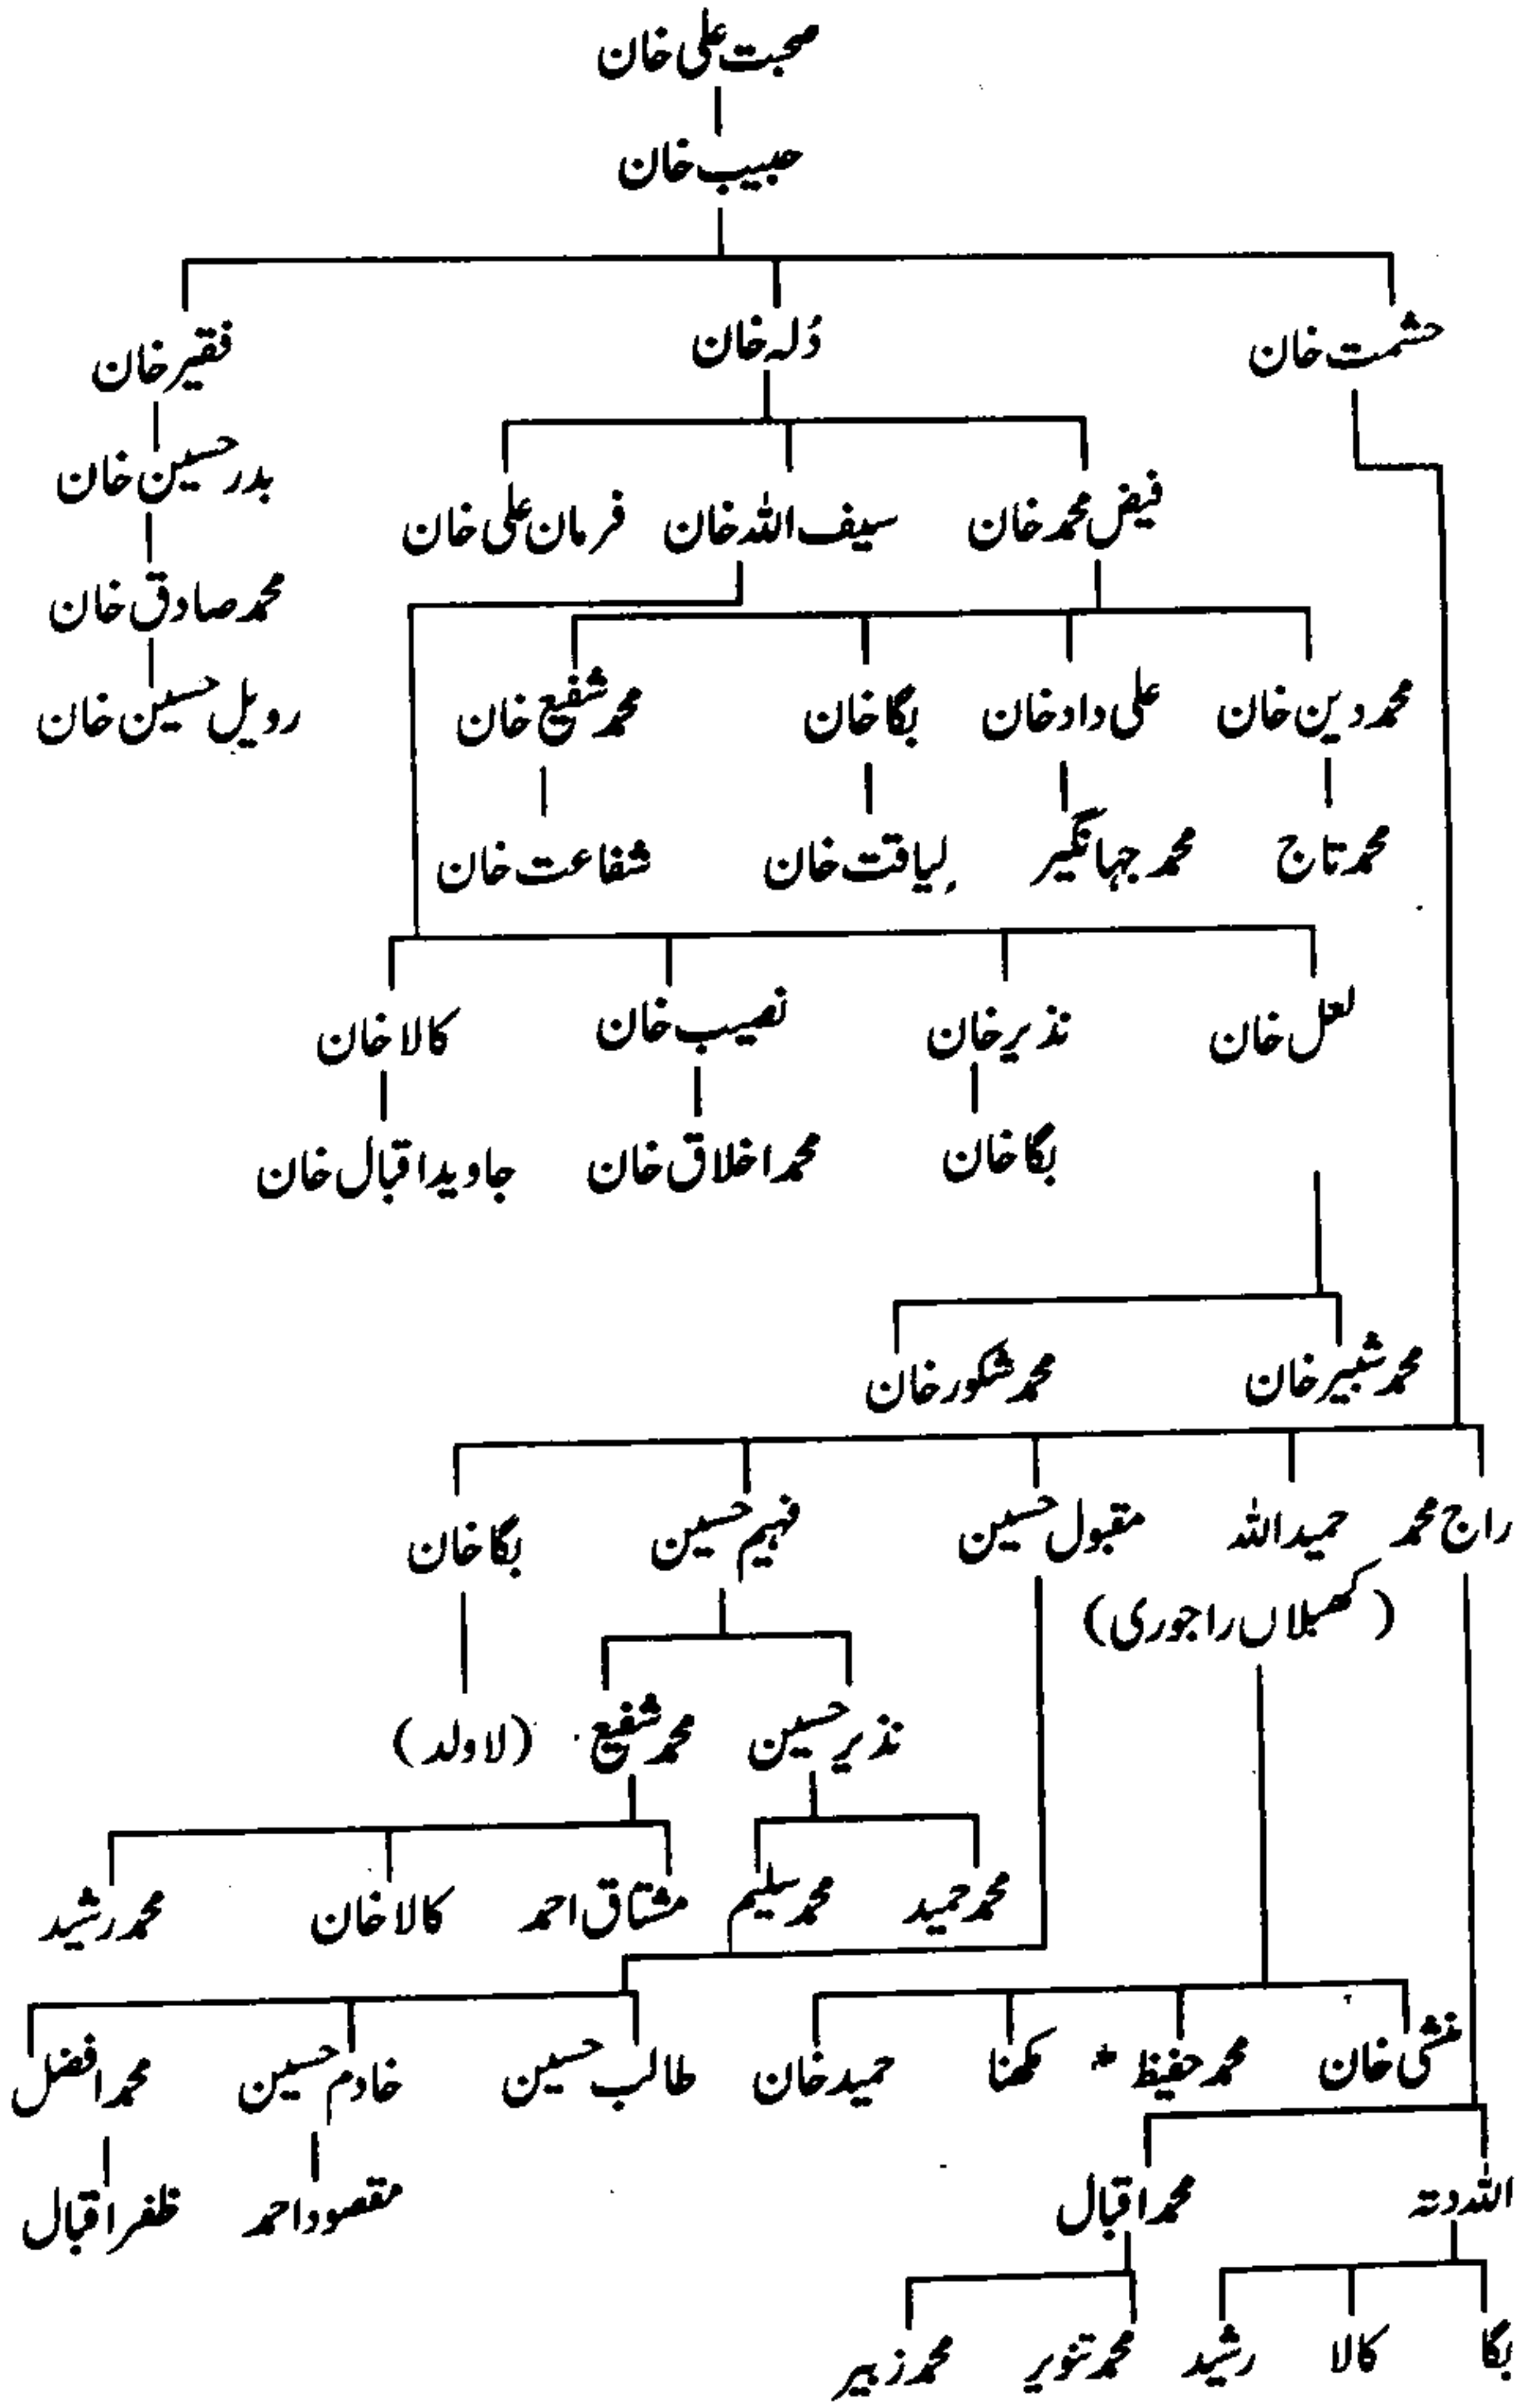 صحبت علی خان
حبیب خان
حشمت خان دُلہ خان فقیر خان
بدر حسین خان
فیض محمد خان سیف اللہ خان فرمان علی خان
محمد صادق خان
محمد دین خان علی داد خان بگا خان محمد شفیع خان رویل حسین خان
محمد تاج محمد جہانگیر لیاقت خان شفاعت خان
لعل خان نذیر خان نصیب خان کالا خان
بگا خان محمد اخلاق خان جاوید اقبال خان
محمد شبیر خان محمد شکور خان
راج محمد حمید اللہ مقبول حسین فہیم حسین بگا خان
(کھمبلاں راجوری)
نذیر حسین محمد شفیع (لا ولد)
محمد حمید محمد سلیم مشتاق احمد کالا خان محمد رشید
منشی خان محمد حفیظ * مکھنا حمید خان طالب حسین خادم حسین محمد افضل
اللہ دتہ محمد اقبال مقصود احمد ظفر اقبال
بگا کالا رشید محمد تنویر محمد زبیر